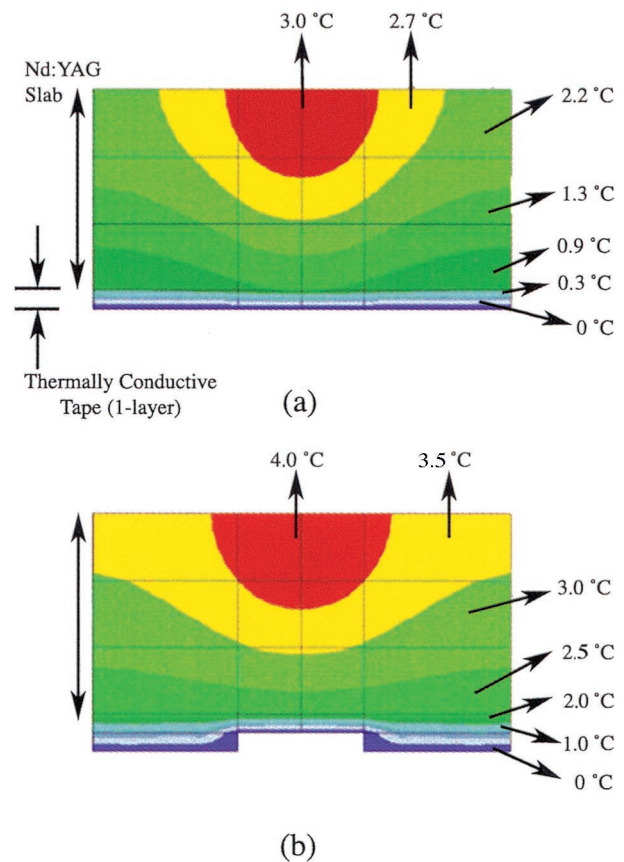 3.0 ˚C
2.7 ˚C
Nd:YAG
Slab
2.2 ˚C
1.3 ˚C
0.9 ˚C
0.3 ˚C
0 ˚C
Thermally Conductive
Tape (1-layer)
(a)
4.0 ˚C
3.5 ˚C
3.0 ˚C
2.5 ˚C
2.0 ˚C
1.0 ˚C
0 ˚C
(b)